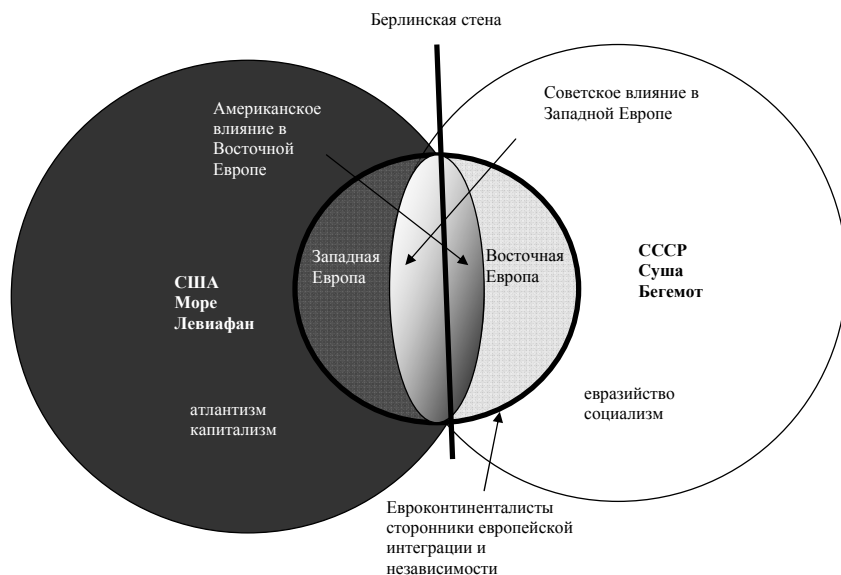 Берлинская стена
Американское
влияние в
Восточной
Европе
Советское влияние в
Западной Европе
Западная
Европа
Восточная
Европа
США
Море
Левиафан
СССР
Суша
Бегемот
атлантизм
капитализм
евразийство
социализм
Евроконтиненталисты
сторонники европейской
интеграции и
независимости